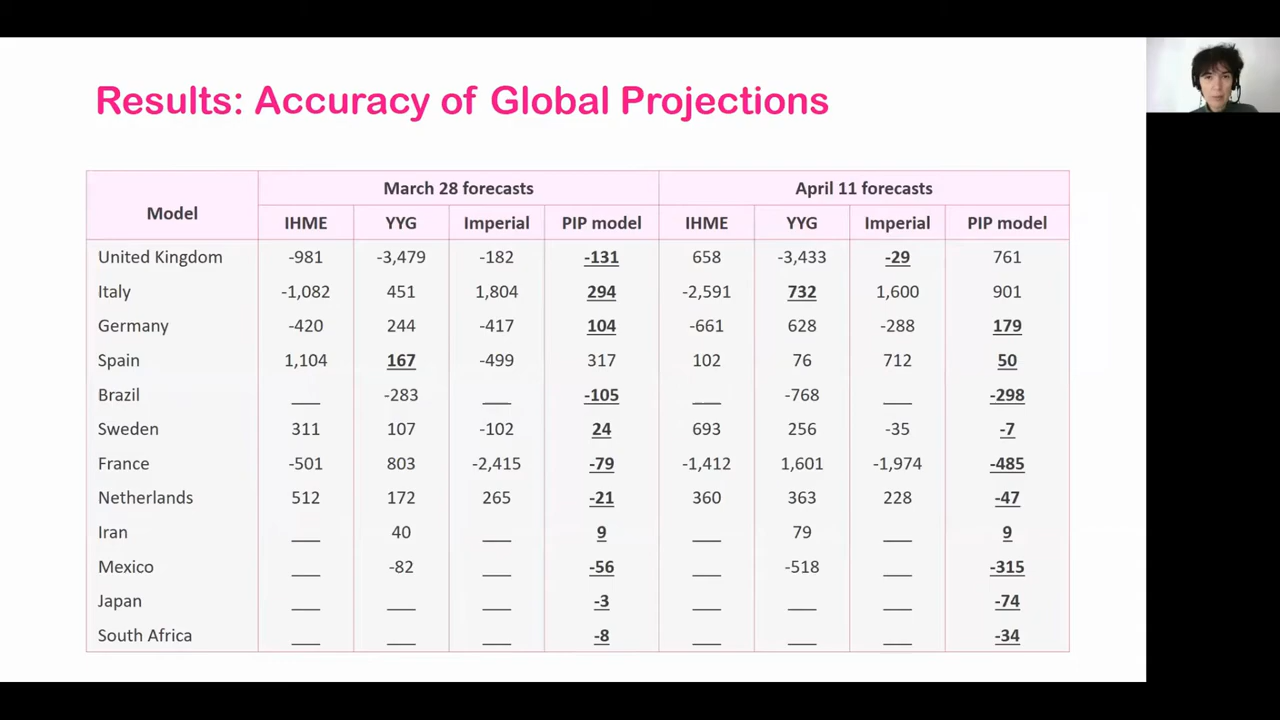 Results: Accuracy of Global Projections
Model March 28 forecasts April 11 forecasts
IHME YYG Imperial PIP model IHME YYG Imperial PIP model
United Kingdom -981 -3,479 -182 -131 658 -3,433 -29 761
Italy -1,082 451 1,804 294 -2,591 732 1,600 901
Germany -420 244 -417 104 -661 628 -288 179
Spain 1,104 167 -499 317 102 76 712 50
Brazil ___ -283 ___ -105 ___ -768 ___ -298
Sweden 311 107 -102 24 693 256 -35 -7
France -501 803 -2,415 -79 -1,412 1,601 -1,974 -485
Netherlands 512 172 265 -21 360 363 228 -47
Iran ___ 40 ___ 9 ___ 79 ___ 9
Mexico ___ -82 ___ -56 ___ -518 ___ -315
Japan ___ ___ ___ -3 ___ ___ ___ -74
South Africa ___ ___ ___ -8 ___ ___ ___ -34